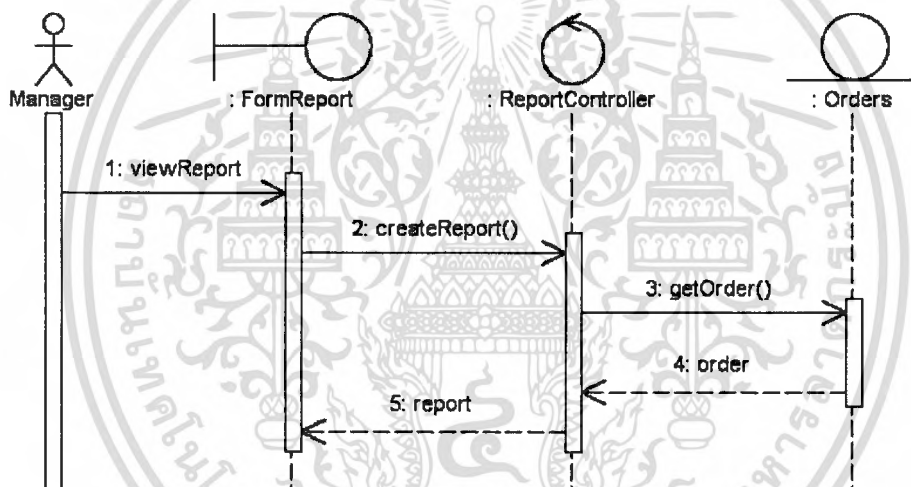 Manager
: FormReport
: ReportController
: Orders
1: viewReport
2: createReport()
3: getOrder()
4: order
5: report